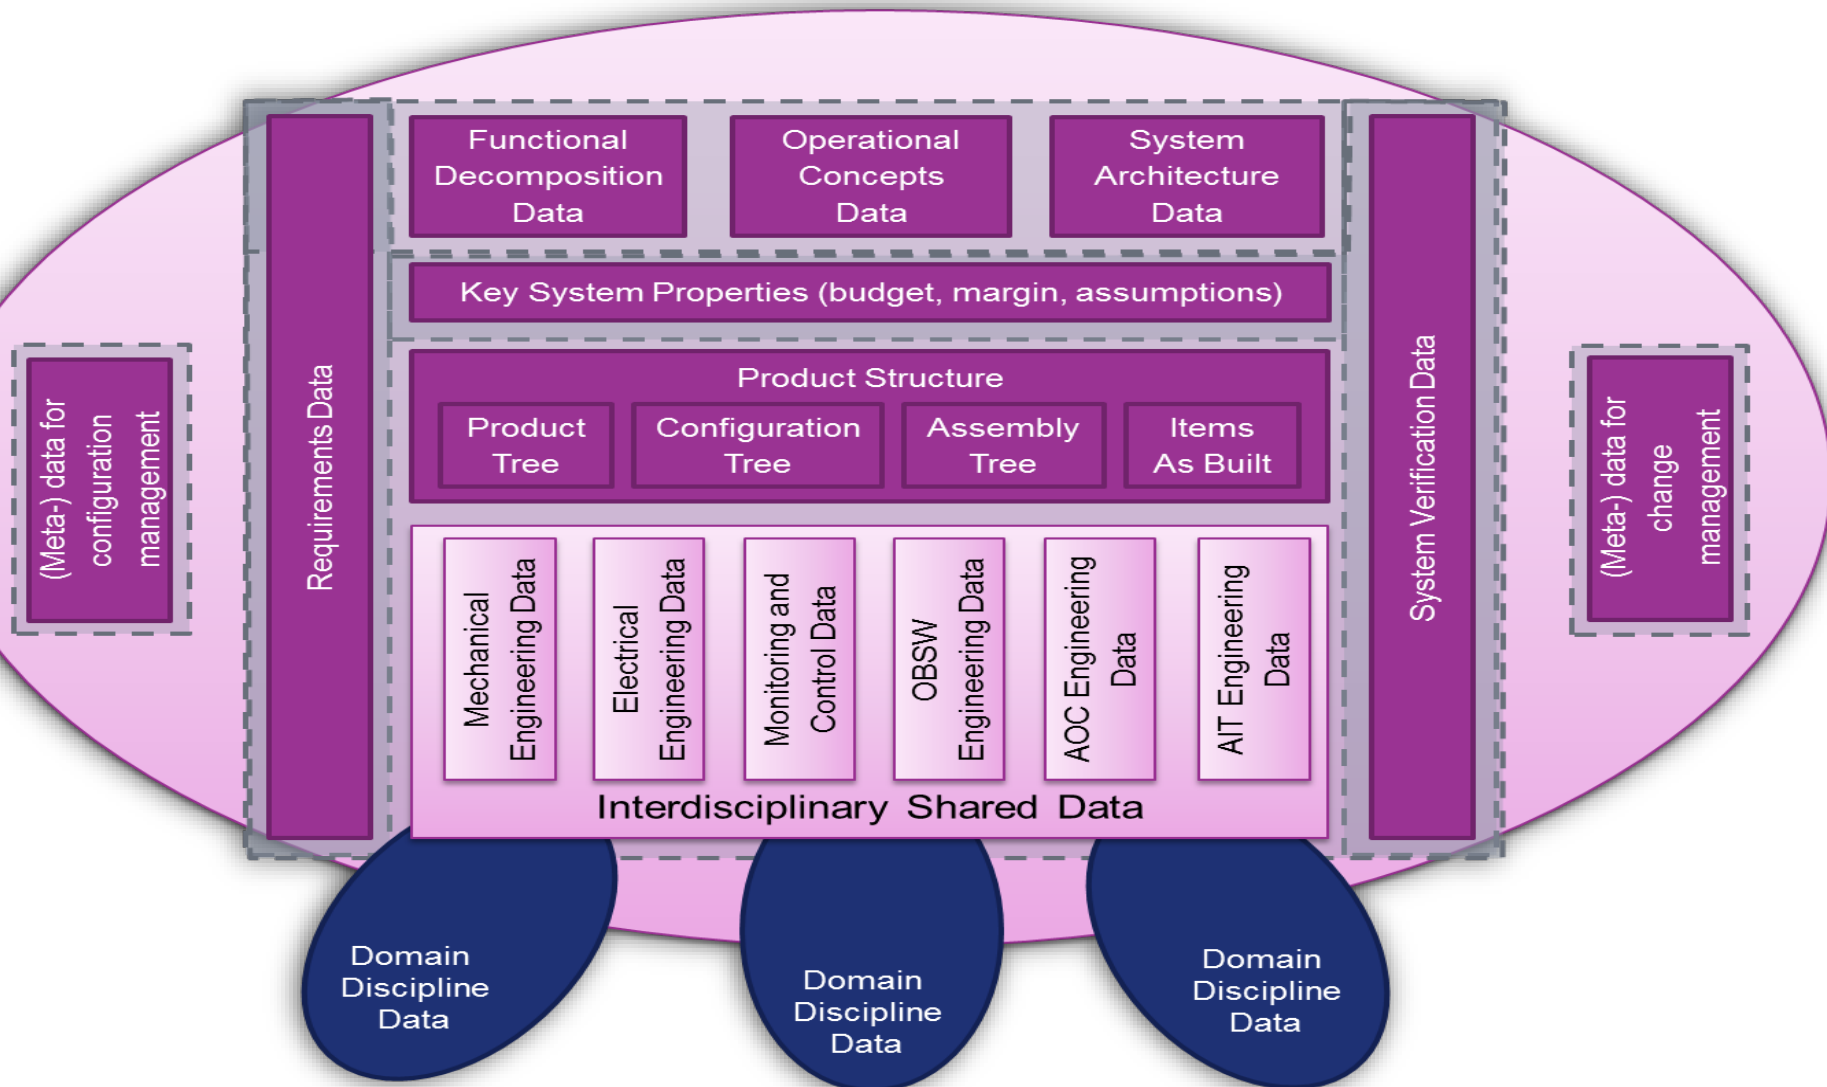 Functional
Decomposition
Data
Operational
Concepts
Data
System
Architecture
Data
Key System Properties (budget, margin, assumptions)
(Meta-) data for
configuration
management
Requirements Data
Product Structure
Product
Tree
Configuration
Tree
Assembly
Tree
Items
As Built
System Verification Data
(Meta-) data for
change
management
Mechanical
Engineering Data
Electrical
Engineering Data
Monitoring and
Control Data
OBSW
Engineering Data
AOC Engineering
Data
AIT Engineering
Data
Interdisciplinary Shared Data
Domain
Discipline
Data
Domain
Discipline
Data
Domain
Discipline
Data